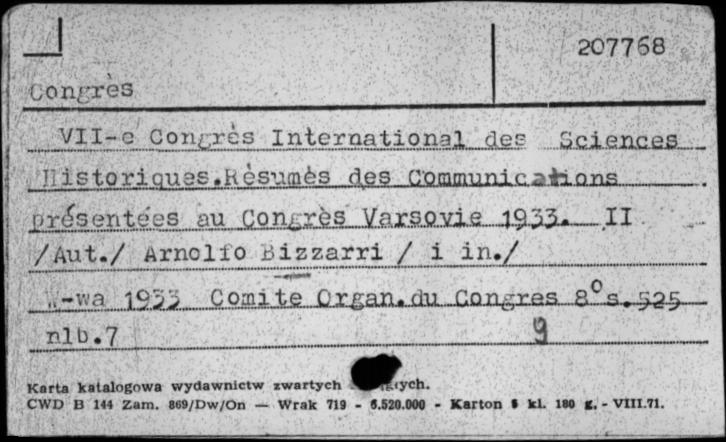 207768
Congrès
VII-e Congrès International des Sciences
Historiques.Résumés des Communications
présentées au Congrès Varsovie 1933. II
/Aut./ Arnolfo Bizzarri / i in./
W-wa 1933 Comite Organ.du Congres 8° s.525
nlb.7 9
Karta katalogowa wydawnictw zwartych
CWD B 144 Zam. 869/Dw/On — Wrak 719 - 6.520.000 - Karton kl. 180 g. - VIII.71.